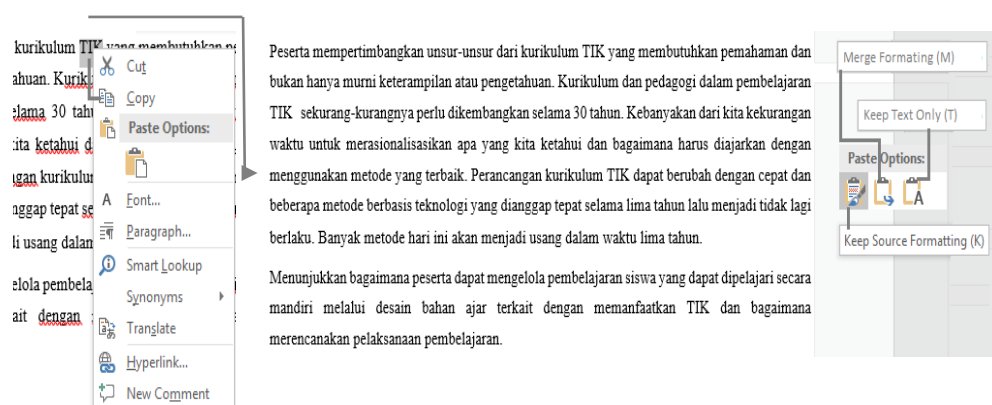 kurikulum TIK yang membutuhkan pe
ahuan. Kurik
elama 30 tahu
ita ketahui d
ngan kurikulu
nggap tepat se
di usang dalam
elola pembela
ait dengan
Cut
Copy
Paste Options:
Font...
Paragraph...
Smart Lookup
Synonyms
Translate
Hyperlink...
New Comment
Peserta mempertimbangkan unsur-unsur dari kurikulum TIK yang membutuhkan pemahaman dan
bukan hanya murni keterampilan atau pengetahuan. Kurikulum dan pedagogi dalam pembelajaran
TIK sekurang-kurangnya perlu dikembangkan selama 30 tahun. Kebanyakan dari kita kekurangan
waktu untuk merasionalisasikan apa yang kita ketahui dan bagaimana harus diajarkan dengan
menggunakan metode yang terbaik. Perancangan kurikulum TIK dapat berubah dengan cepat dan
beberapa metode berbasis teknologi yang dianggap tepat selama lima tahun lalu menjadi tidak lagi
berlaku. Banyak metode hari ini akan menjadi usang dalam waktu lima tahun.
Menunjukkan bagaimana peserta dapat mengelola pembelajaran siswa yang dapat dipelajari secara
mandiri melalui desain bahan ajar terkait dengan memanfaatkan TIK dan bagaimana
merencanakan pelaksanaan pembelajaran.
Merge Formating (M)
Keep Text Only (T)
Paste Options:
Keep Source Formatting (K)